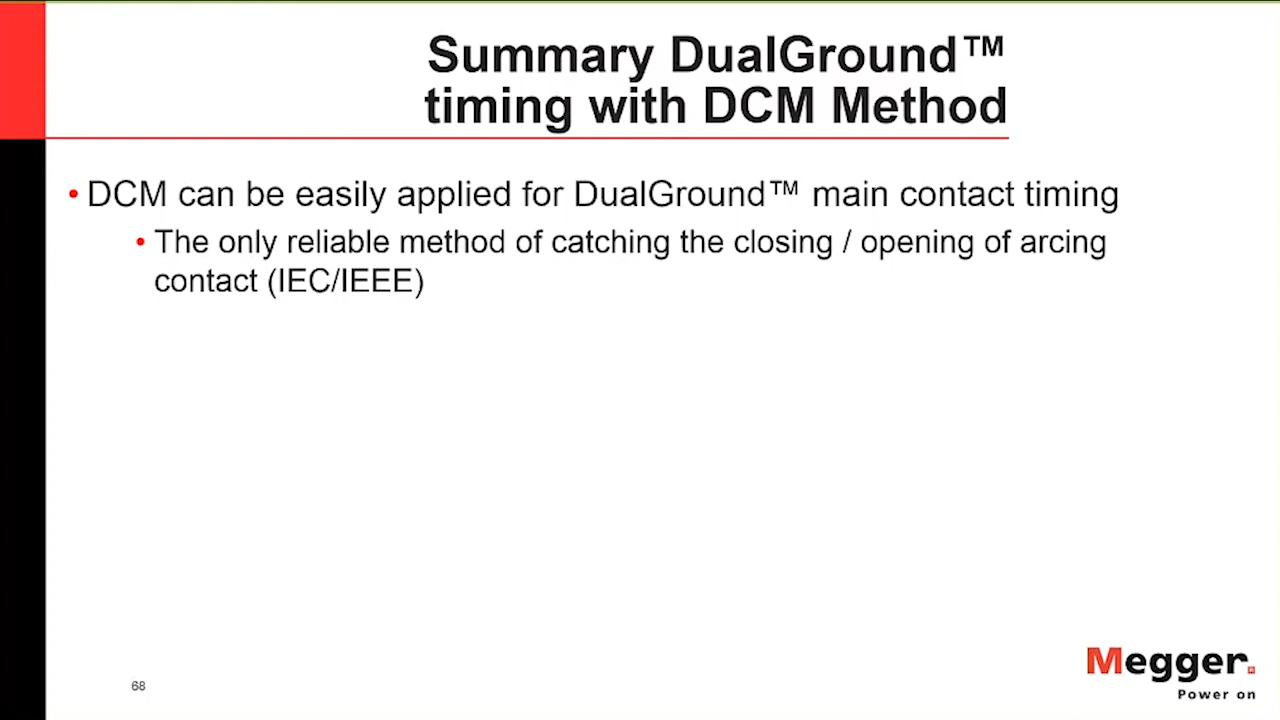 Summary DualGround™
timing with DCM Method
• DCM can be easily applied for DualGround™ main contact timing
• The only reliable method of catching the closing / opening of arcing
contact (IEC/IEEE)
Megger.
68
Power on